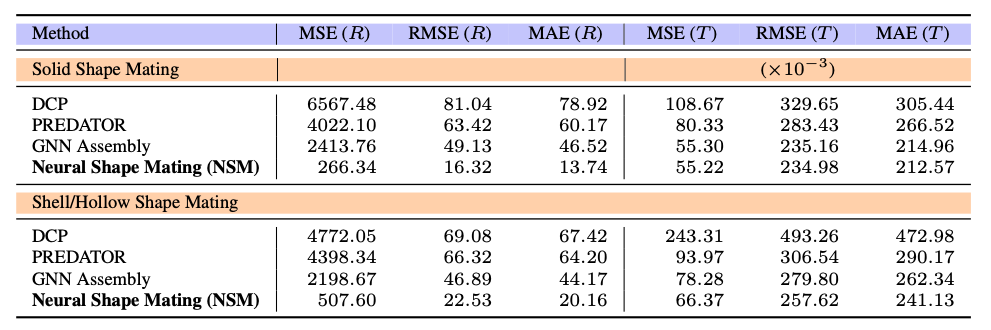 Method MSE (R) RMSE (R) MAE (R) MSE (T) RMSE (T) MAE (T)
Solid Shape Mating (×10⁻³)
DCP 6567.48 81.04 78.92 108.67 329.65 305.44
PREDATOR 4022.10 63.42 60.17 80.33 283.43 266.52
GNN Assembly 2413.76 49.13 46.52 55.30 235.16 214.96
Neural Shape Mating (NSM) 266.34 16.32 13.74 55.22 234.98 212.57
Shell/Hollow Shape Mating
DCP 4772.05 69.08 67.42 243.31 493.26 472.98
PREDATOR 4398.34 66.32 64.20 93.97 306.54 290.17
GNN Assembly 2198.67 46.89 44.17 78.28 279.80 262.34
Neural Shape Mating (NSM) 507.60 22.53 20.16 66.37 257.62 241.13